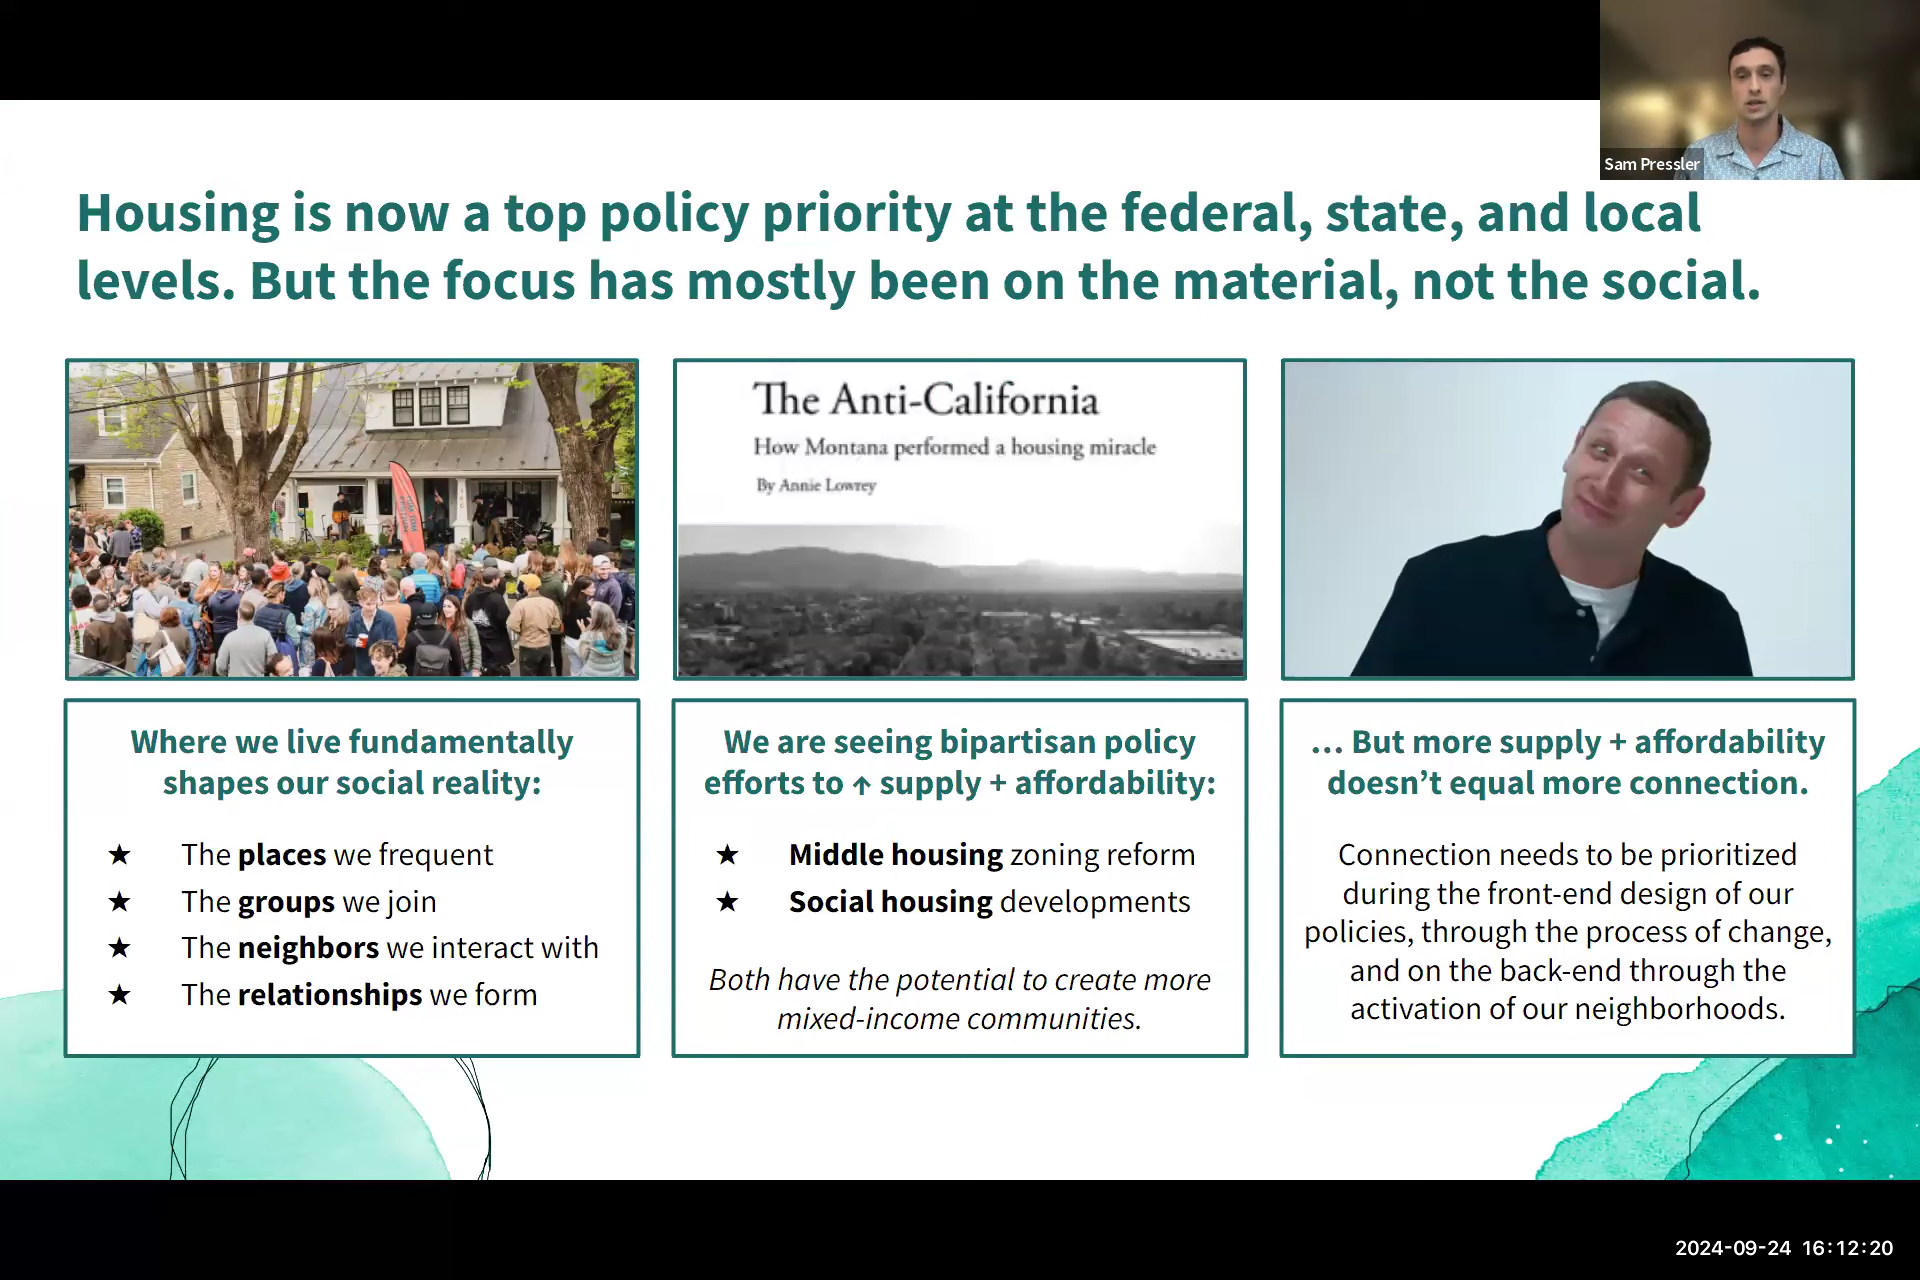 Sam Pressler
Housing is now a top policy priority at the federal, state, and local
levels. But the focus has mostly been on the material, not the social.
The Anti-California
How Montana performed a housing miracle
By Annie Lowrey
Where we live fundamentally
shapes our social reality:
★ The places we frequent
★ The groups we join
★ The neighbors we interact with
★ The relationships we form
We are seeing bipartisan policy
efforts to ↑ supply + affordability:
★ Middle housing zoning reform
★ Social housing developments
Both have the potential to create more
mixed-income communities.
... But more supply + affordability
doesn’t equal more connection.
Connection needs to be prioritized
during the front-end design of our
policies, through the process of change,
and on the back-end through the
activation of our neighborhoods.
2024-09-24 16:12:20